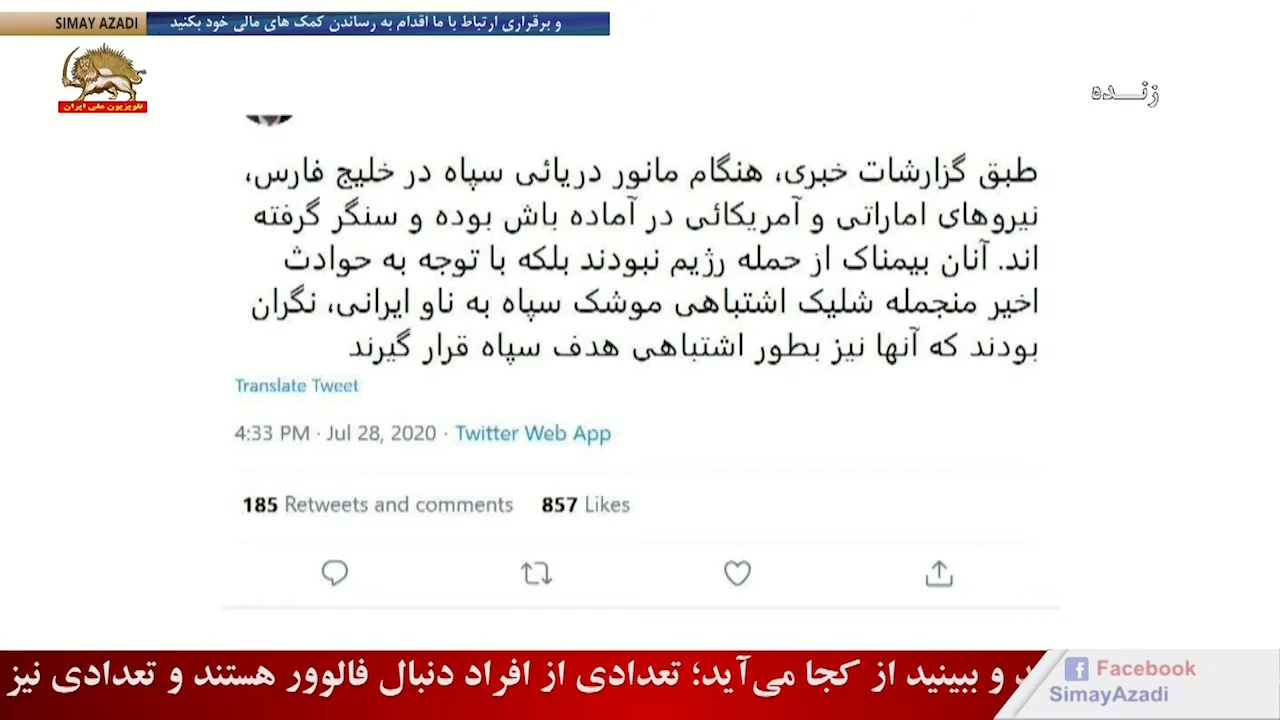 SIMAY AZADI
و برقراری ارتباط با ما اقدام به رساندن کمک های مالی خود بکنید
تلویزیون ملی ایران
زنده
طبق گزارشات خبری، هنگام مانور دریائی سپاه در خلیج فارس،
نیروهای اماراتی و آمریکائی در آماده باش بوده و سنگر گرفته
اند. آنان بیمناک از حمله رژیم نبودند بلکه با توجه به حوادث
اخیر منجمله شلیک اشتباهی موشک سپاه به ناو ایرانی، نگران
بودند که آنها نیز بطور اشتباهی هدف سپاه قرار گیرند
Translate Tweet
4:33 PM · Jul 28, 2020 · Twitter Web App
185 Retweets and comments 857 Likes
و ببینید از کجا می‌آید؛ تعدادی از افراد دنبال فالوور هستند و تعدادی نیز
Facebook
SimayAzadi